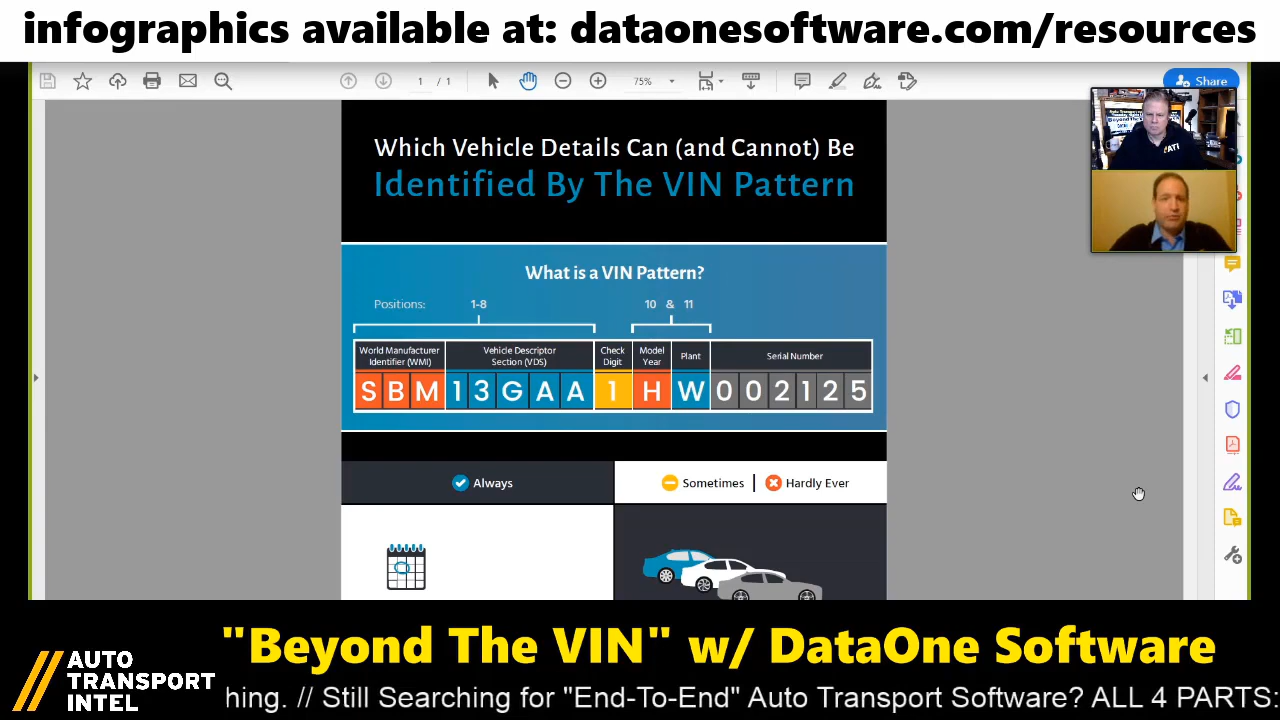 infographics available at: dataonesoftware.com/resources
1 / 1
75%
Share
ATI
Which Vehicle Details Can (and Cannot) Be
Identified By The VIN Pattern
What is a VIN Pattern?
Positions: 1-8 10 & 11
World Manufacturer Identifier (WMI)
Vehicle Descriptor Section (VDS)
Check Digit
Model Year
Plant
Serial Number
S B M 1 3 G A A 1 H W 0 0 2 1 2 5
Always
Sometimes | Hardly Ever
"Beyond The VIN" w/ DataOne Software
AUTO
TRANSPORT
INTEL
hing. // Still Searching for "End-To-End" Auto Transport Software? ALL 4 PARTS: